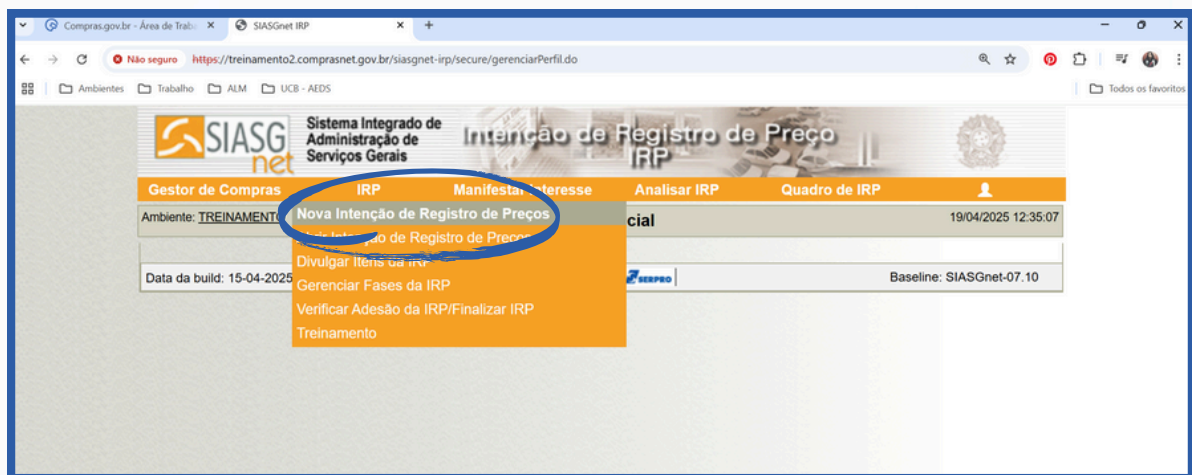 Compras.gov.br - Área de Trab
SIASGnet IRP
Não seguro https://treinamento2.comprasnet.gov.br/siasgnet-irp/secure/gerenciarPerfil.do
Ambientes Trabalho ALM UCB - AEDS Todos os favoritos
SIASG net
Sistema Integrado de
Administração de
Serviços Gerais
Intenção de Registro de Preço
IRP
Gestor de Compras IRP Manifestar Interesse Analisar IRP Quadro de IRP
Ambiente: TREINAMENTO cial 19/04/2025 12:35:07
Nova Intenção de Registro de Preços
Intenção de Registro de Preços
Divulgar Itens da IRP
Data da build: 15-04-2025 SERPRO Baseline: SIASGnet-07.10
Gerenciar Fases da IRP
Verificar Adesão da IRP/Finalizar IRP
Treinamento